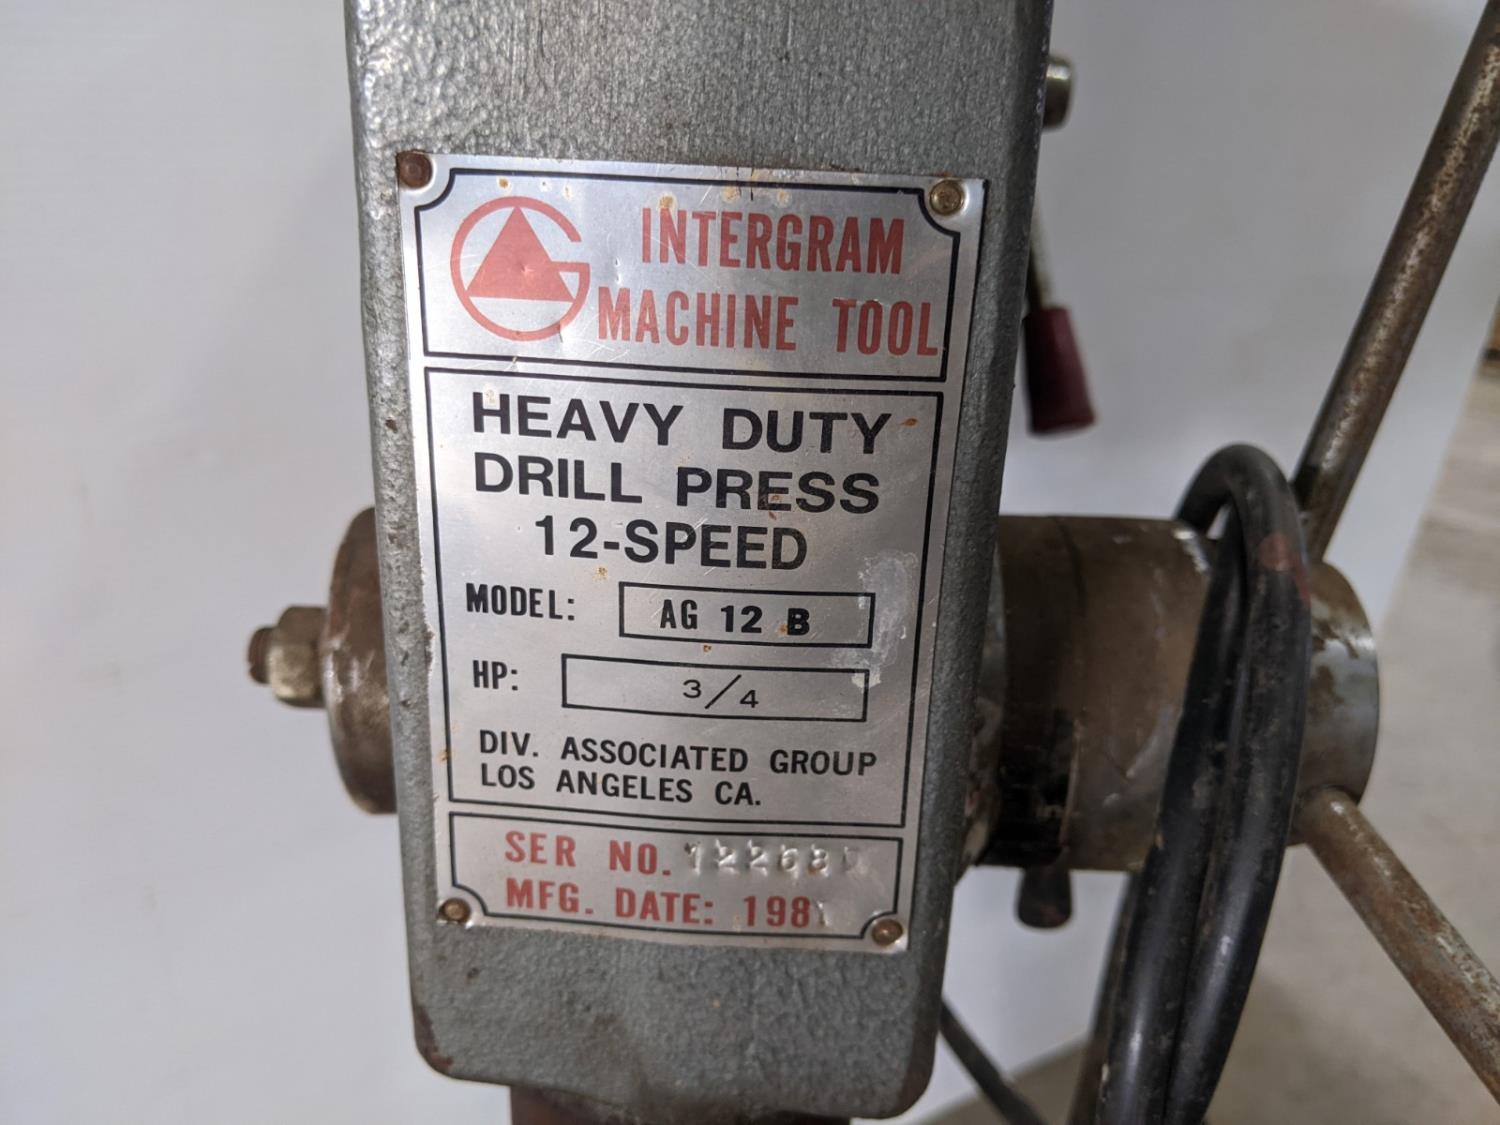 INTERGRAM
MACHINE TOOL
HEAVY DUTY
DRILL PRESS
12-SPEED
MODEL: AG 12 B
HP: 3/4
DIV. ASSOCIATED GROUP
LOS ANGELES CA.
SER NO.
MFG. DATE: